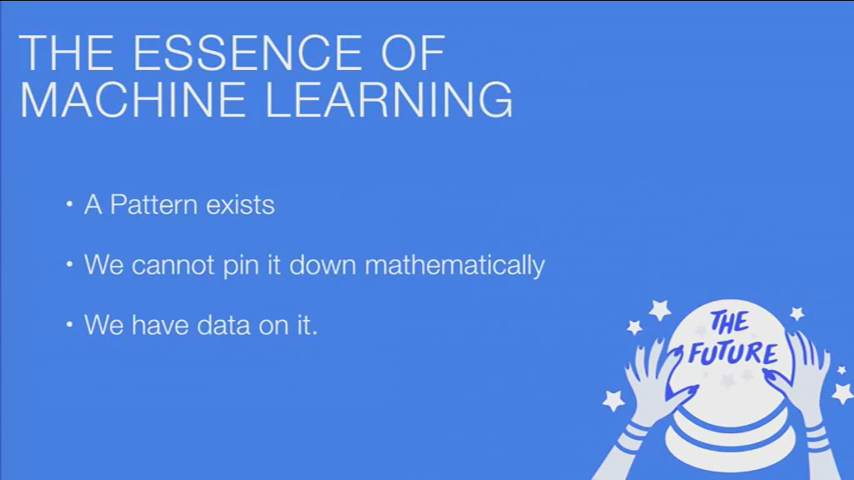 THE ESSENCE OF
MACHINE LEARNING
• A Pattern exists
• We cannot pin it down mathematically
• We have data on it.
THE
FUTURE